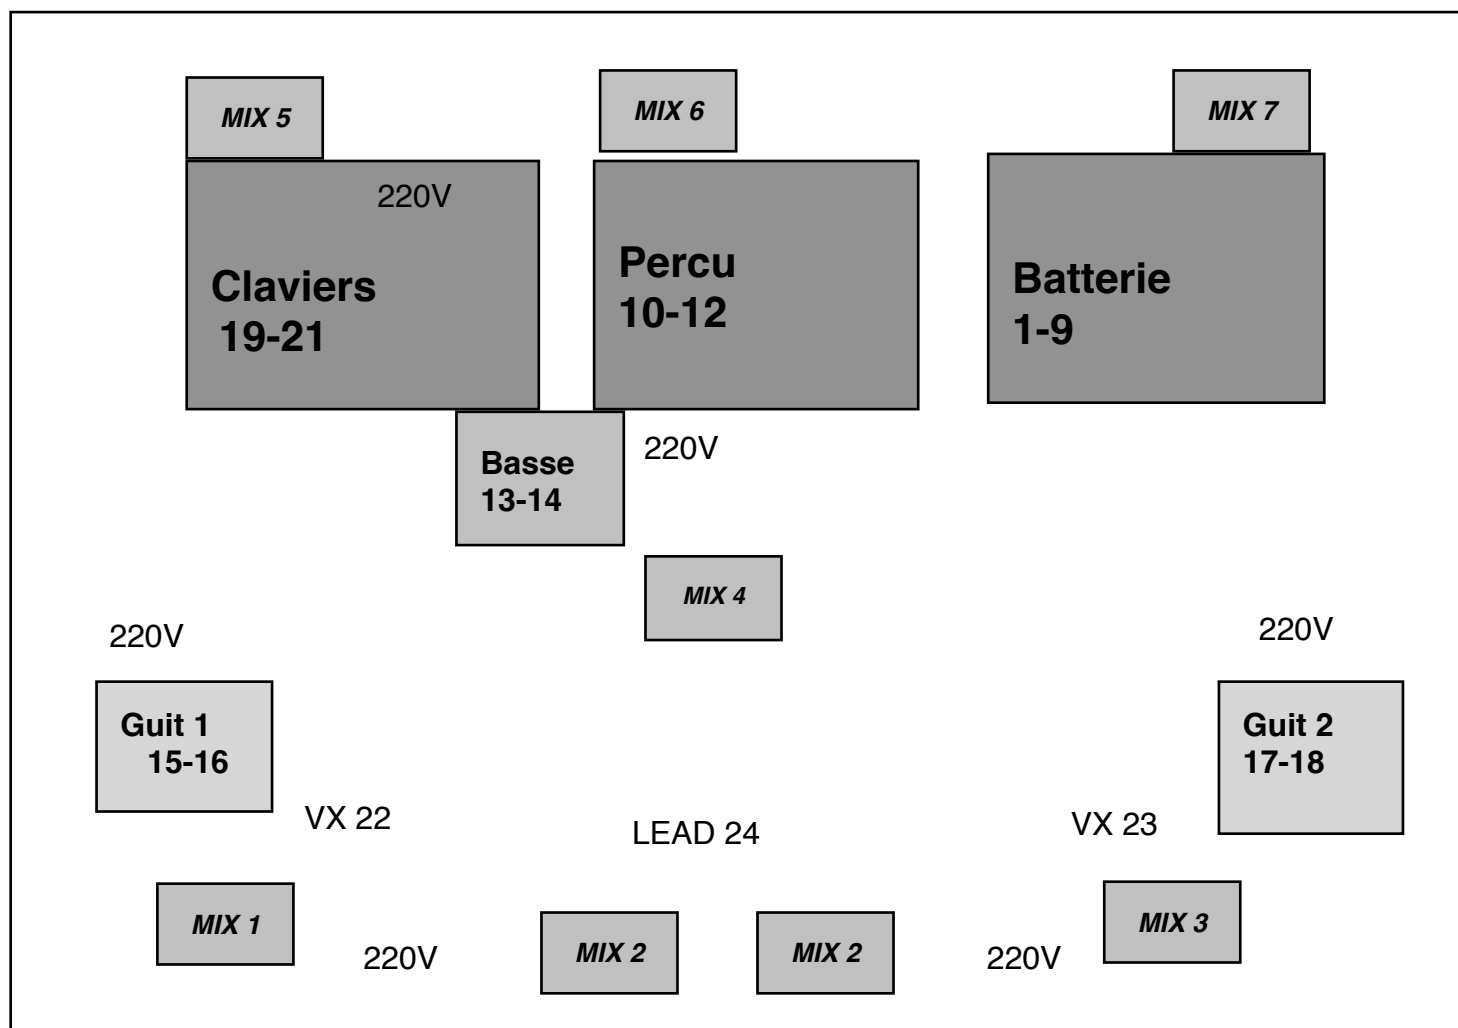 MIX 5
MIX 6
MIX 7
220V
Claviers
19-21
Percu
10-12
Batterie
1-9
Basse
13-14
220V
MIX 4
220V
220V
Guit 1
15-16
Guit 2
17-18
VX 22
LEAD 24
VX 23
MIX 1
220V
MIX 2
MIX 2
220V
MIX 3